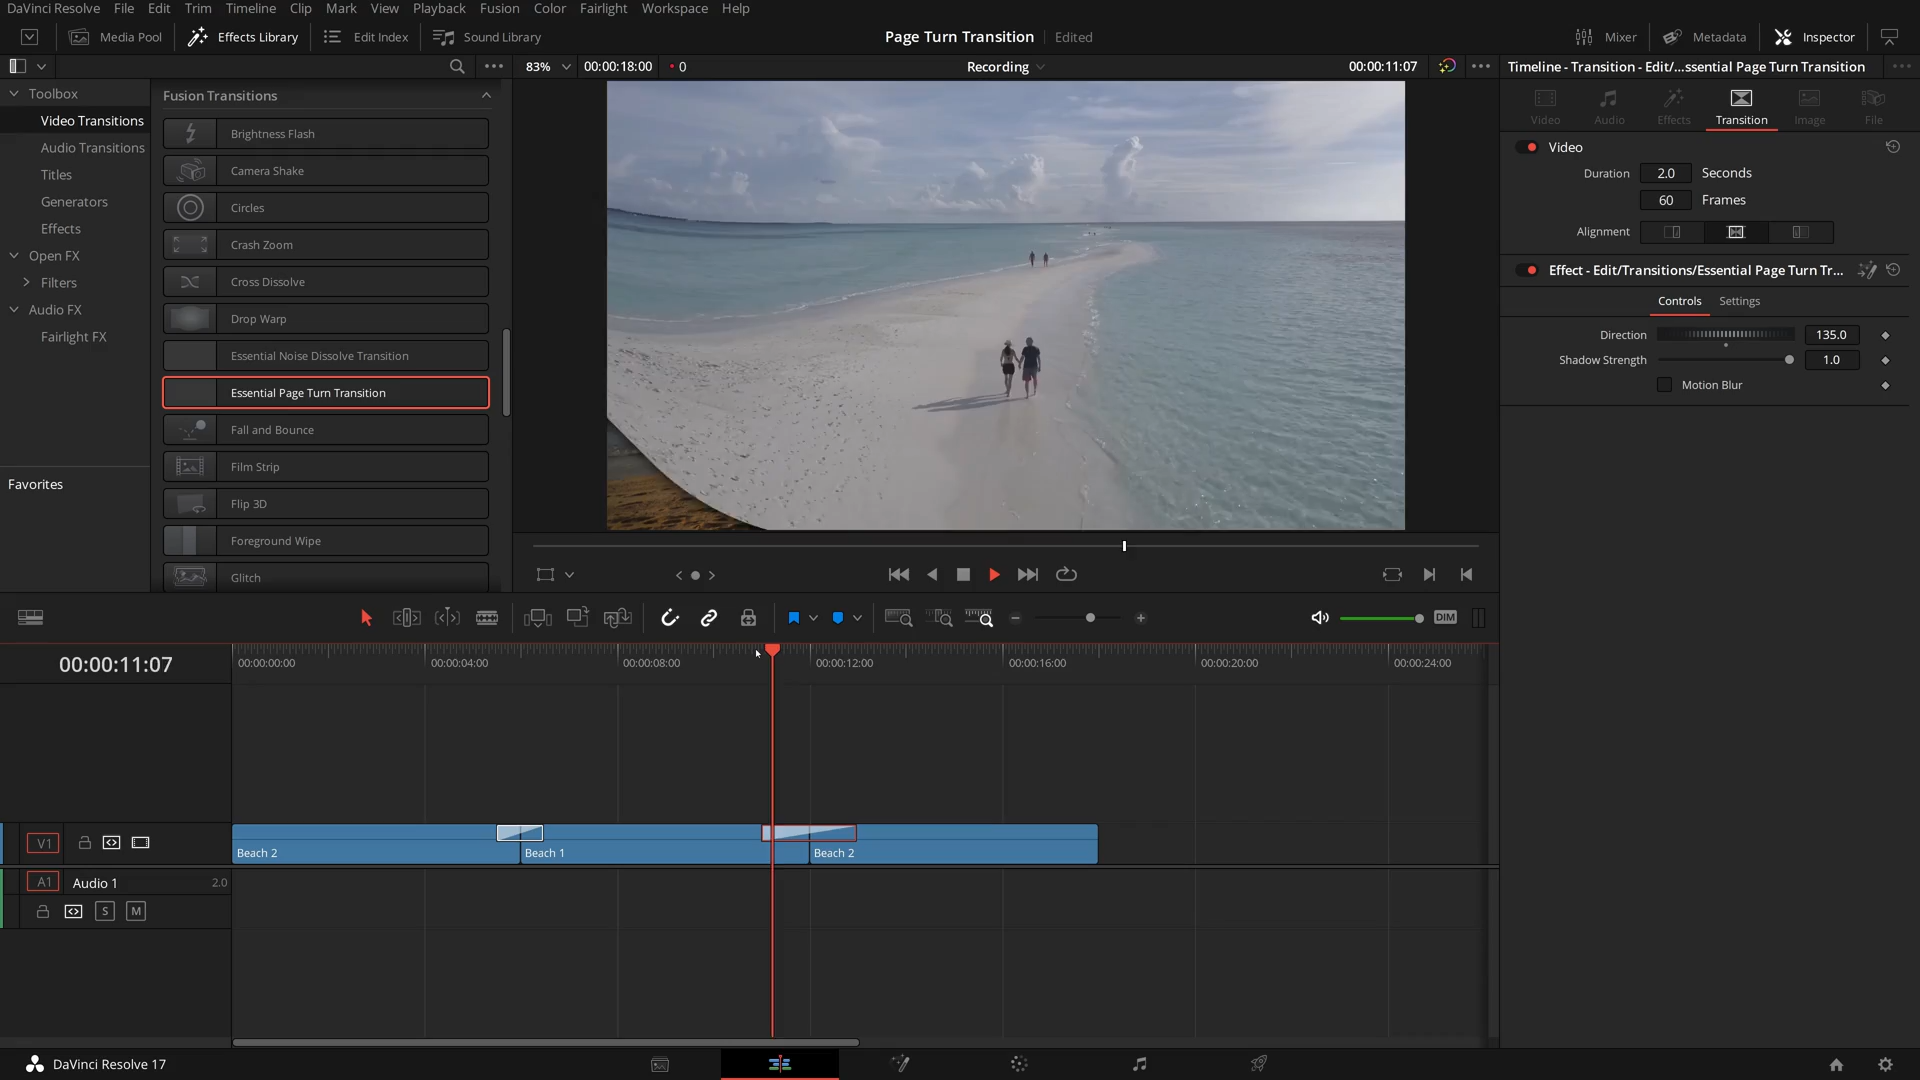 DaVinci Resolve File Edit Trim Timeline Clip Mark View Playback Fusion Color Fairlight Workspace Help
Media Pool Effects Library Edit Index Sound Library Page Turn Transition Edited Mixer Metadata Inspector
83% 00:00:18:00 0 Recording 00:00:11:07 Timeline - Transition - Edit/...ssential Page Turn Transition
Toolbox
Video Transitions
Audio Transitions
Titles
Generators
Effects
Open FX
Filters
Audio FX
Fairlight FX
Favorites
Fusion Transitions
Brightness Flash
Camera Shake
Circles
Crash Zoom
Cross Dissolve
Drop Warp
Essential Noise Dissolve Transition
Essential Page Turn Transition
Fall and Bounce
Film Strip
Flip 3D
Foreground Wipe
Glitch
Video Audio Effects Transition Image File
Video
Duration 2.0 Seconds
60 Frames
Alignment
Effect - Edit/Transitions/Essential Page Turn Tr...
Controls Settings
Direction 135.0
Shadow Strength 1.0
Motion Blur
DIM
00:00:11:07 00:00:00:00 00:00:04:00 00:00:08:00 00:00:12:00 00:00:16:00 00:00:20:00 00:00:24:00
V1
Beach 2 Beach 1 Beach 2
A1 Audio 1 2.0
S M
DaVinci Resolve 17